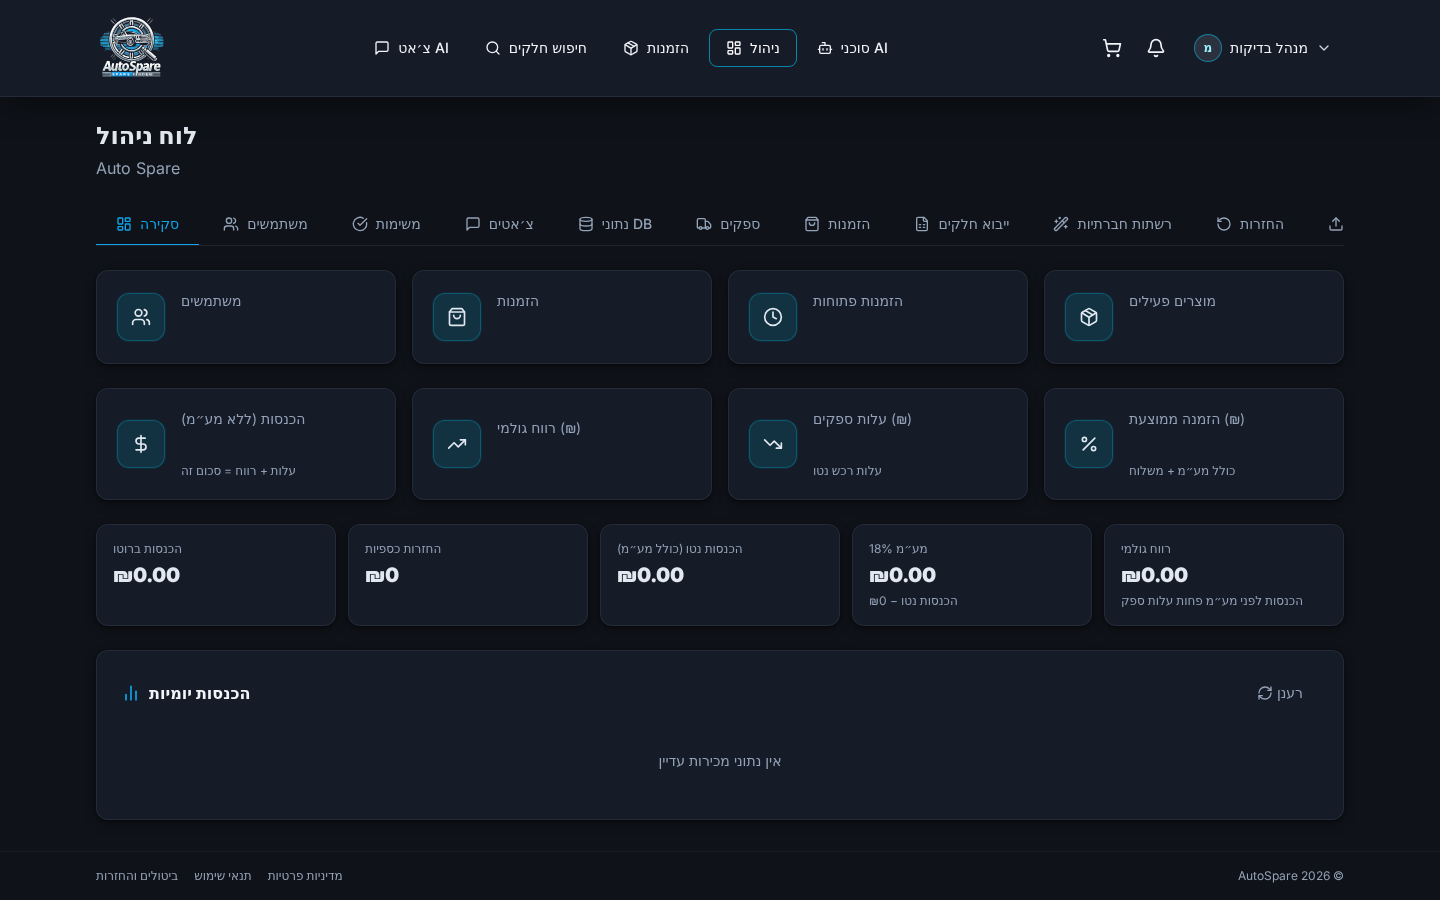 AutoSpare
צ׳אט AI
חיפוש חלקים
הזמנות
ניהול
סוכני AI
מ
מנהל בדיקות
לוח ניהול
Auto Spare
סקירה
משתמשים
משימות
צ׳אטים
נתוני DB
ספקים
הזמנות
ייבוא חלקים
רשתות חברתיות
החזרות
משתמשים
הזמנות
הזמנות פתוחות
מוצרים פעילים
הכנסות (ללא מע״מ)
עלות + רווח = סכום זה
רווח גולמי (₪)
עלות ספקים (₪)
עלות רכש נטו
הזמנה ממוצעת (₪)
כולל מע״מ + משלוח
הכנסות ברוטו
₪0.00
החזרות כספיות
₪0
הכנסות נטו (כולל מע״מ)
₪0.00
מע״מ 18%
₪0.00
הכנסות נטו − ₪0
רווח גולמי
₪0.00
הכנסות לפני מע״מ פחות עלות ספק
הכנסות יומיות
רענן
אין נתוני מכירות עדיין
ביטולים והחזרות
תנאי שימוש
מדיניות פרטיות
© 2026 AutoSpare